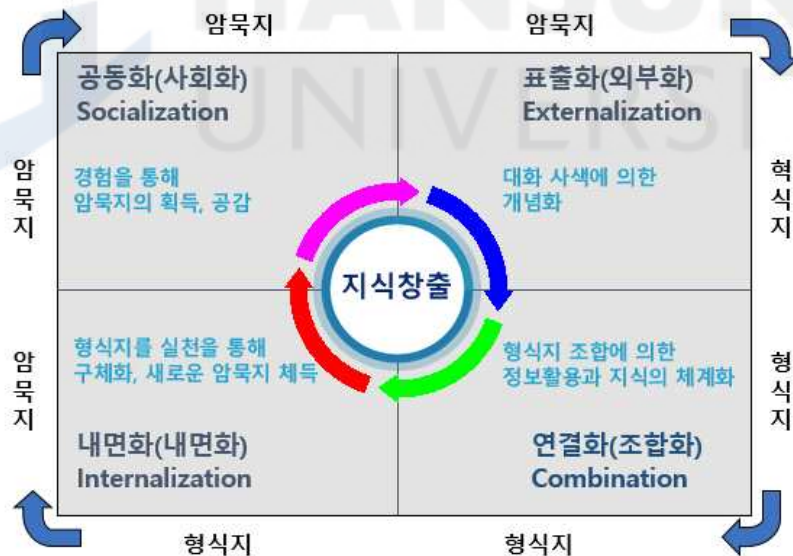 암묵지
암묵지
공동화(사회화)
Socialization
표출화(외부화)
Externalization
암묵지
경험을 통해
암묵지의 획득, 공감
대화 사색에 의한
개념화
혁식지
지식창출
암묵지
형식지를 실천을 통해
구체화, 새로운 암묵지 체득
형식지 조합에 의한
정보활용과 지식의 체계화
형식지
내면화(내면화)
Internalization
연결화(조합화)
Combination
형식지
형식지
UNIVERSI